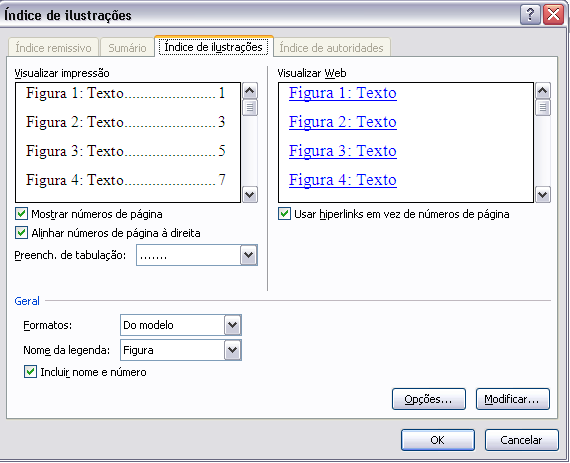 Índice de ilustrações
Índice remissivo Sumário Índice de ilustrações Índice de autoridades
Visualizar impressão
Figura 1: Texto.......................... 1
Figura 2: Texto.......................... 3
Figura 3: Texto.......................... 5
Figura 4: Texto.......................... 7
Visualizar Web
Figura 1: Texto
Figura 2: Texto
Figura 3: Texto
Figura 4: Texto
Mostrar números de página
Alinhar números de página à direita
Preench. de tabulação: .......
Usar hiperlinks em vez de números de página
Geral
Formatos: Do modelo
Nome da legenda: Figura
Incluir nome e número
Opções... Modificar...
OK Cancelar